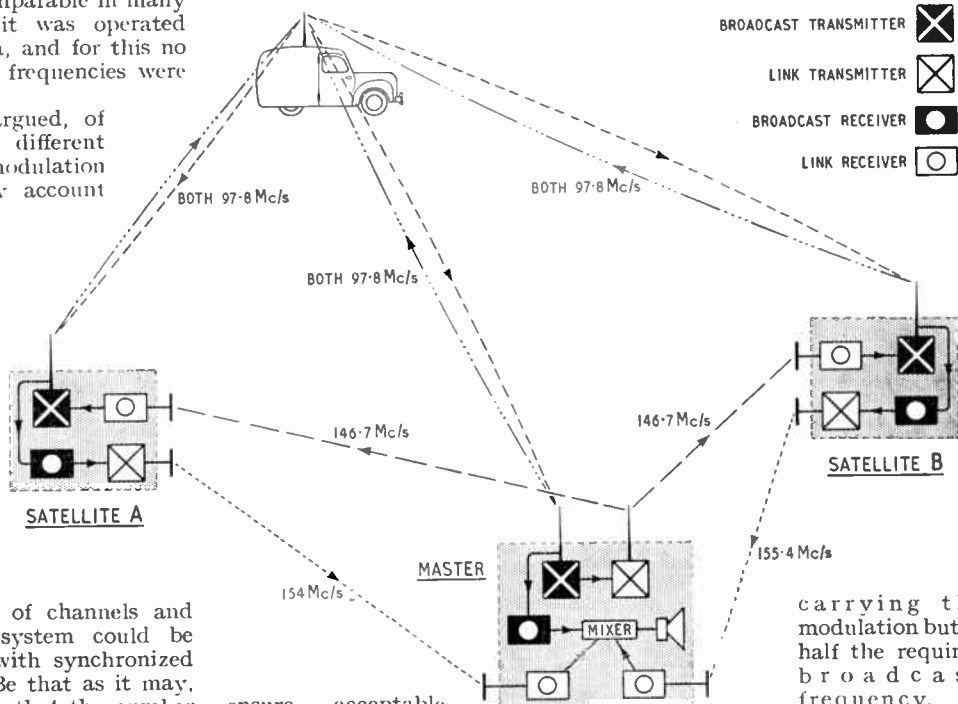 mparable in many
it was operated
a, and for this no
frequencies were
argued, of
different
modulation
account
BROADCAST TRANSMITTER
LINK TRANSMITTER
BROADCAST RECEIVER
LINK RECEIVER
BOTH 97·8 Mc/s
BOTH 97·8 Mc/s
BOTH 97·8 Mc/s
146·7 Mc/s
146·7 Mc/s
SATELLITE A
SATELLITE B
154 Mc/s
155·4 Mc/s
MASTER
MIXER
of channels and
system could be
with synchronized
Be that as it may,
ensure acceptable
carrying t
modulation but
half the requir
broadcas
frequency.